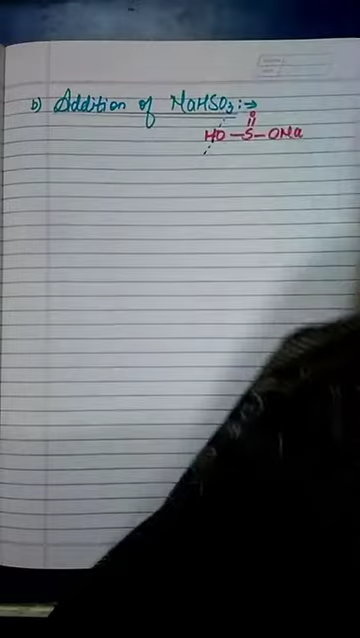 b) Addition of NaHSO3 :→
O
HO — S — ONa